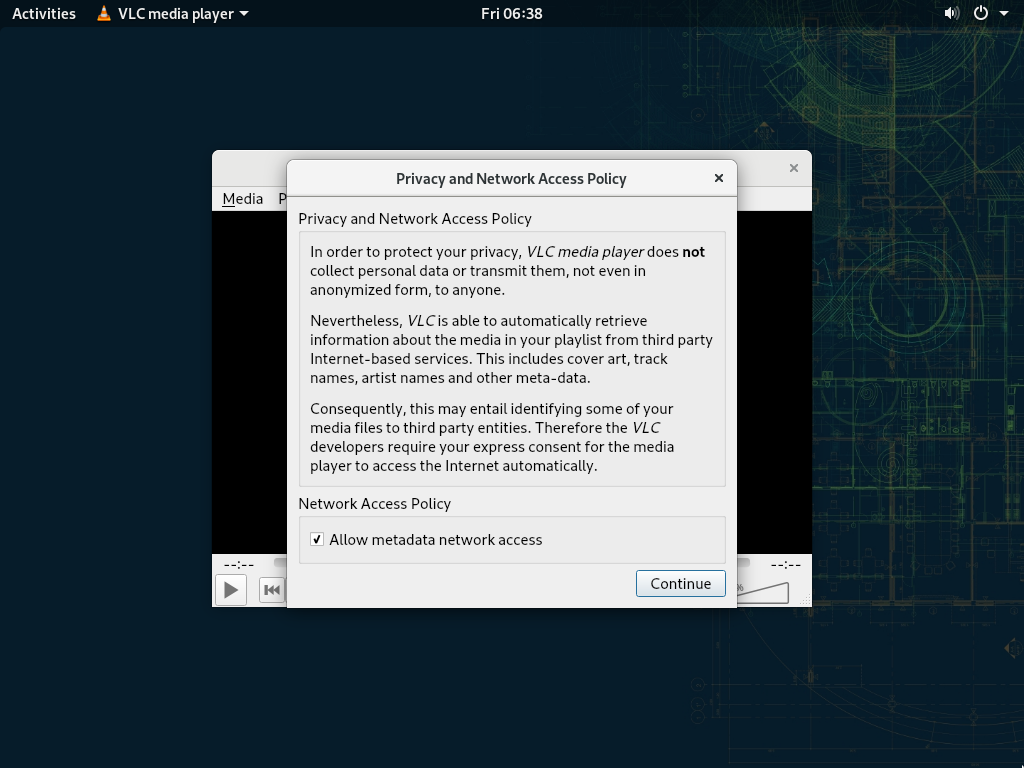 Activities VLC media player Fri 06:38
Privacy and Network Access Policy
Media P
Privacy and Network Access Policy
In order to protect your privacy, VLC media player does not
collect personal data or transmit them, not even in
anonymized form, to anyone.
Nevertheless, VLC is able to automatically retrieve
information about the media in your playlist from third party
Internet-based services. This includes cover art, track
names, artist names and other meta-data.
Consequently, this may entail identifying some of your
media files to third party entities. Therefore the VLC
developers require your express consent for the media
player to access the Internet automatically.
Network Access Policy
Allow metadata network access
--:-- --:--
Continue
%